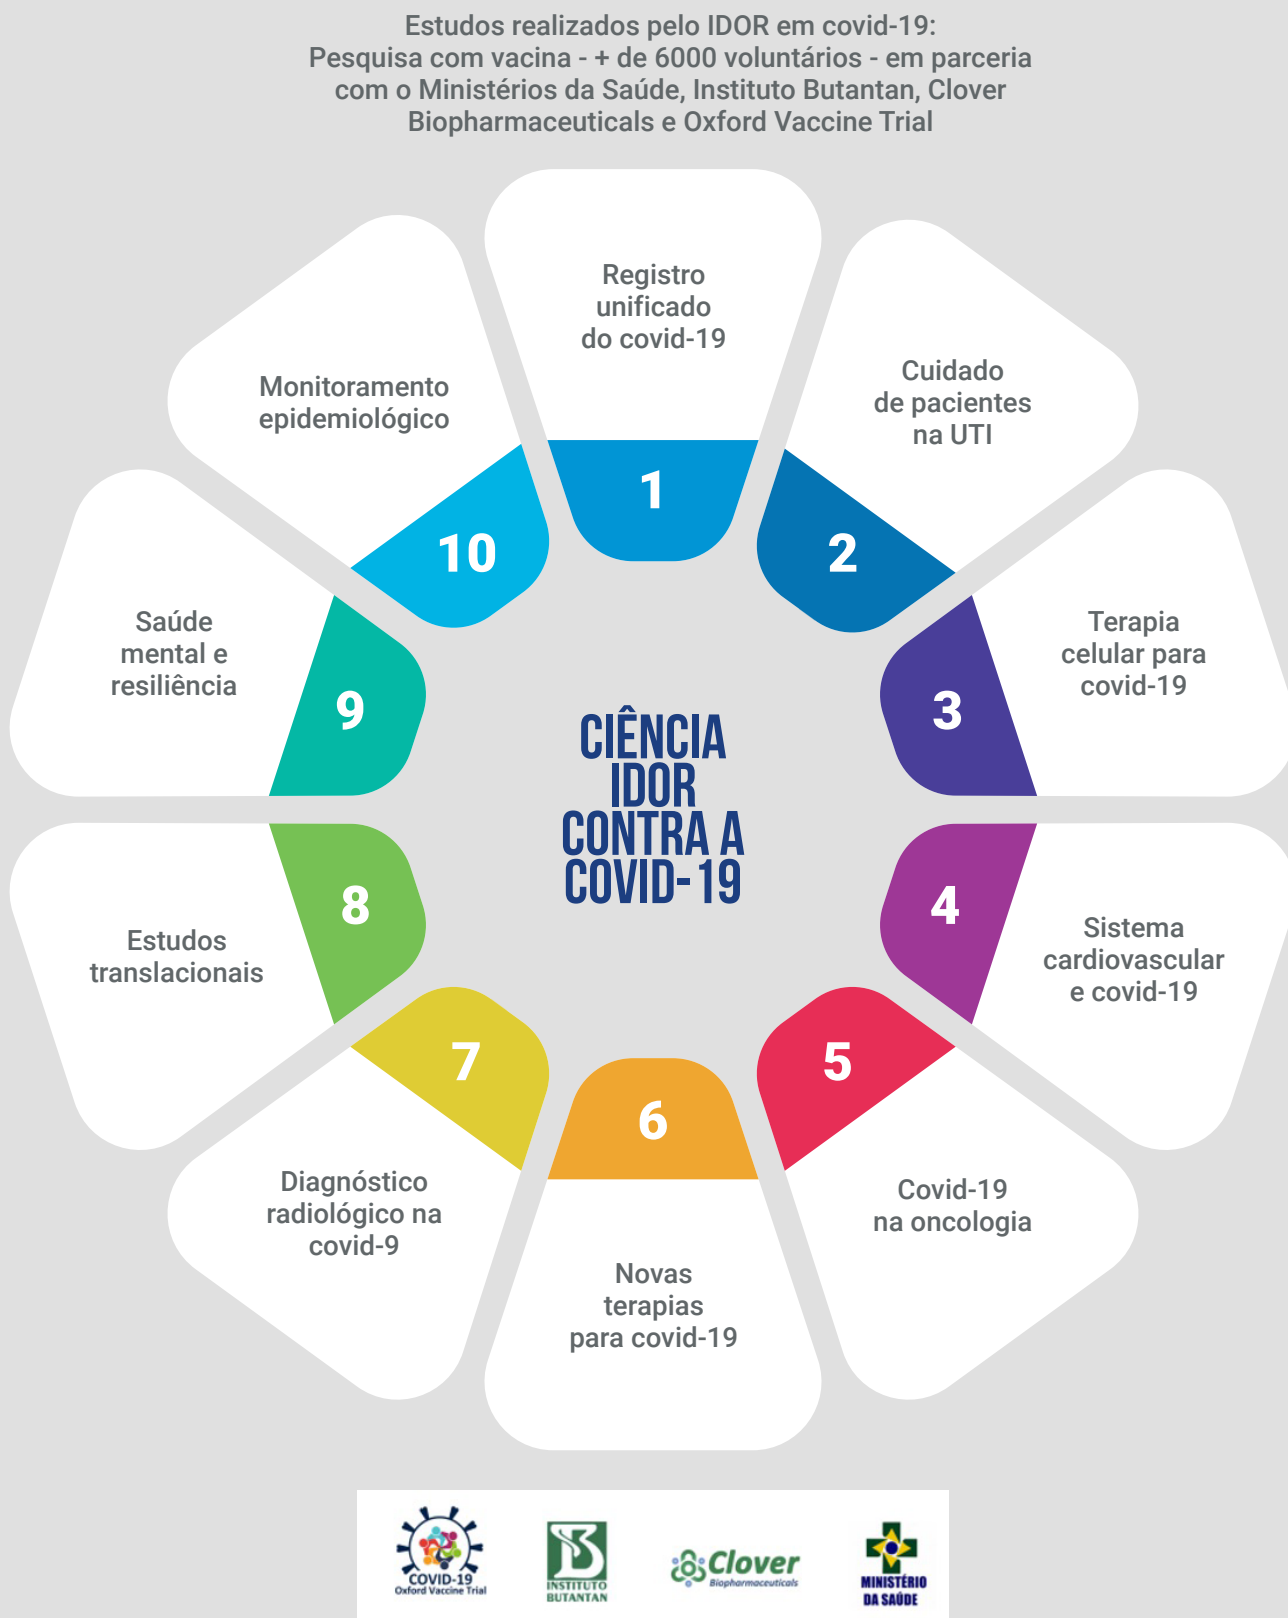 Estudos realizados pelo IDOR em covid-19:
Pesquisa com vacina - + de 6000 voluntários - em parceria
com o Ministérios da Saúde, Instituto Butantan, Clover
Biopharmaceuticals e Oxford Vaccine Trial
Registro
unificado
do covid-19
1
Cuidado
de pacientes
na UTI
2
Terapia
celular para
covid-19
3
Sistema
cardiovascular
e covid-19
4
Covid-19
na oncologia
5
Novas
terapias
para covid-19
6
Diagnóstico
radiológico na
covid-9
7
Estudos
translacionais
8
Saúde
mental e
resiliência
9
Monitoramento
epidemiológico
10
CIÊNCIA
IDOR
CONTRA A
COVID-19
COVID-19
Oxford Vaccine Trial
INSTITUTO
BUTANTAN
Clover
Biopharmaceuticals
MINISTÉRIO
DA SAÚDE